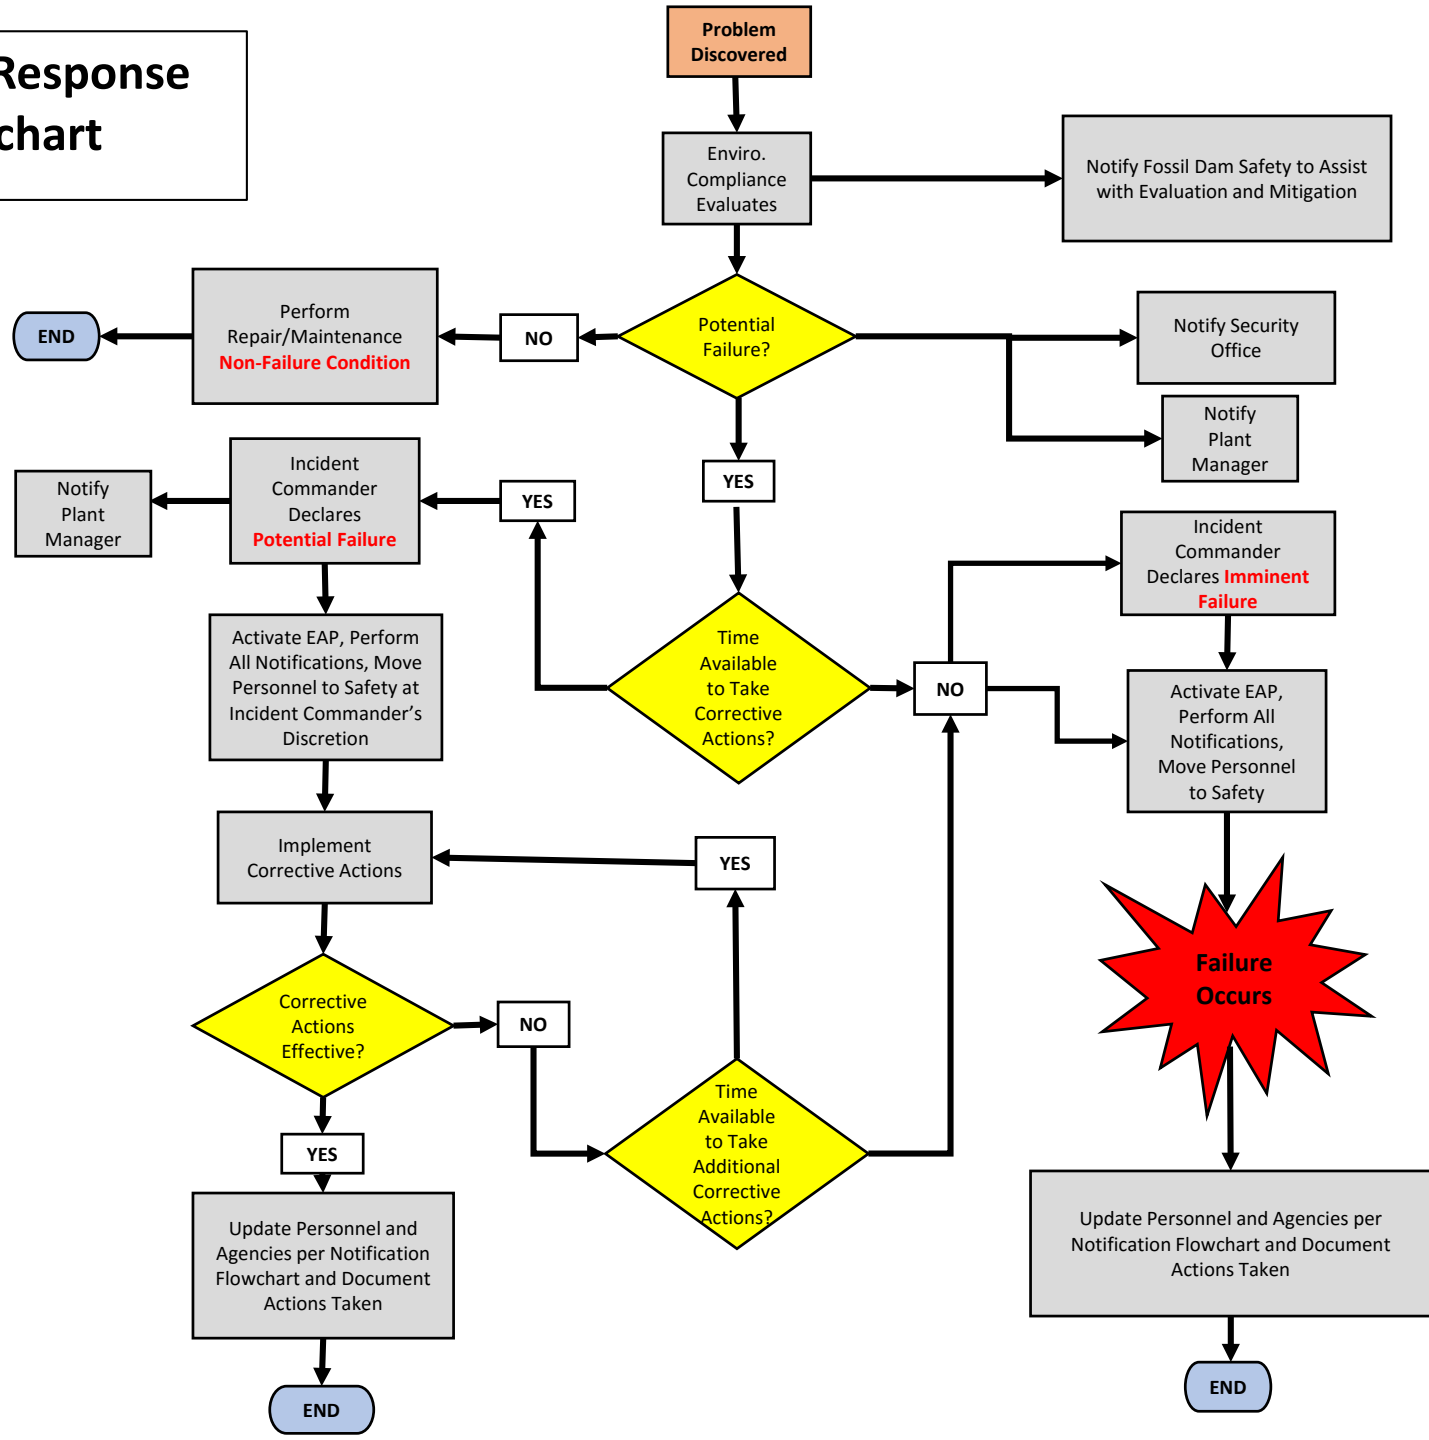 Response
chart
Problem
Discovered
Enviro.
Compliance
Evaluates
Notify Fossil Dam Safety to Assist
with Evaluation and Mitigation
Potential
Failure?
NO
Perform
Repair/Maintenance
Non-Failure Condition
END
Notify Security
Office
Notify
Plant
Manager
YES
Incident
Commander
Declares
Potential Failure
Notify
Plant
Manager
YES
Time
Available
to Take
Corrective
Actions?
NO
Incident
Commander
Declares Imminent
Failure
Activate EAP, Perform
All Notifications, Move
Personnel to Safety at
Incident Commander’s
Discretion
Activate EAP,
Perform All
Notifications,
Move Personnel
to Safety
Implement
Corrective Actions
YES
Corrective
Actions
Effective?
NO
Time
Available
to Take
Additional
Corrective
Actions?
Failure
Occurs
YES
Update Personnel and
Agencies per Notification
Flowchart and Document
Actions Taken
END
Update Personnel and Agencies per
Notification Flowchart and Document
Actions Taken
END